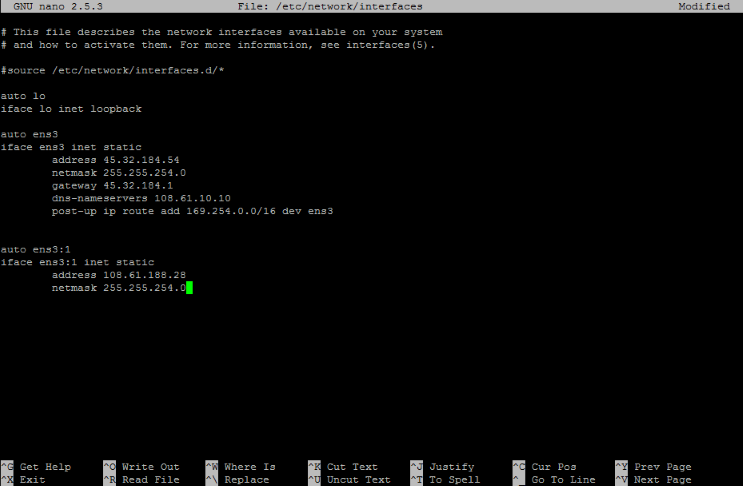 GNU nano 2.5.3 File: /etc/network/interfaces Modified
# This file describes the network interfaces available on your system
# and how to activate them. For more information, see interfaces(5).
#source /etc/network/interfaces.d/*
auto lo
iface lo inet loopback
auto ens3
iface ens3 inet static
address 45.32.184.54
netmask 255.255.254.0
gateway 45.32.184.1
dns-nameservers 108.61.10.10
post-up ip route add 169.254.0.0/16 dev ens3
auto ens3:1
iface ens3:1 inet static
address 108.61.188.28
netmask 255.255.254.0
^G Get Help ^O Write Out ^W Where Is ^K Cut Text ^J Justify ^C Cur Pos ^Y Prev Page
^X Exit ^R Read File ^\ Replace ^U Uncut Text ^T To Spell ^_ Go To Line ^V Next Page